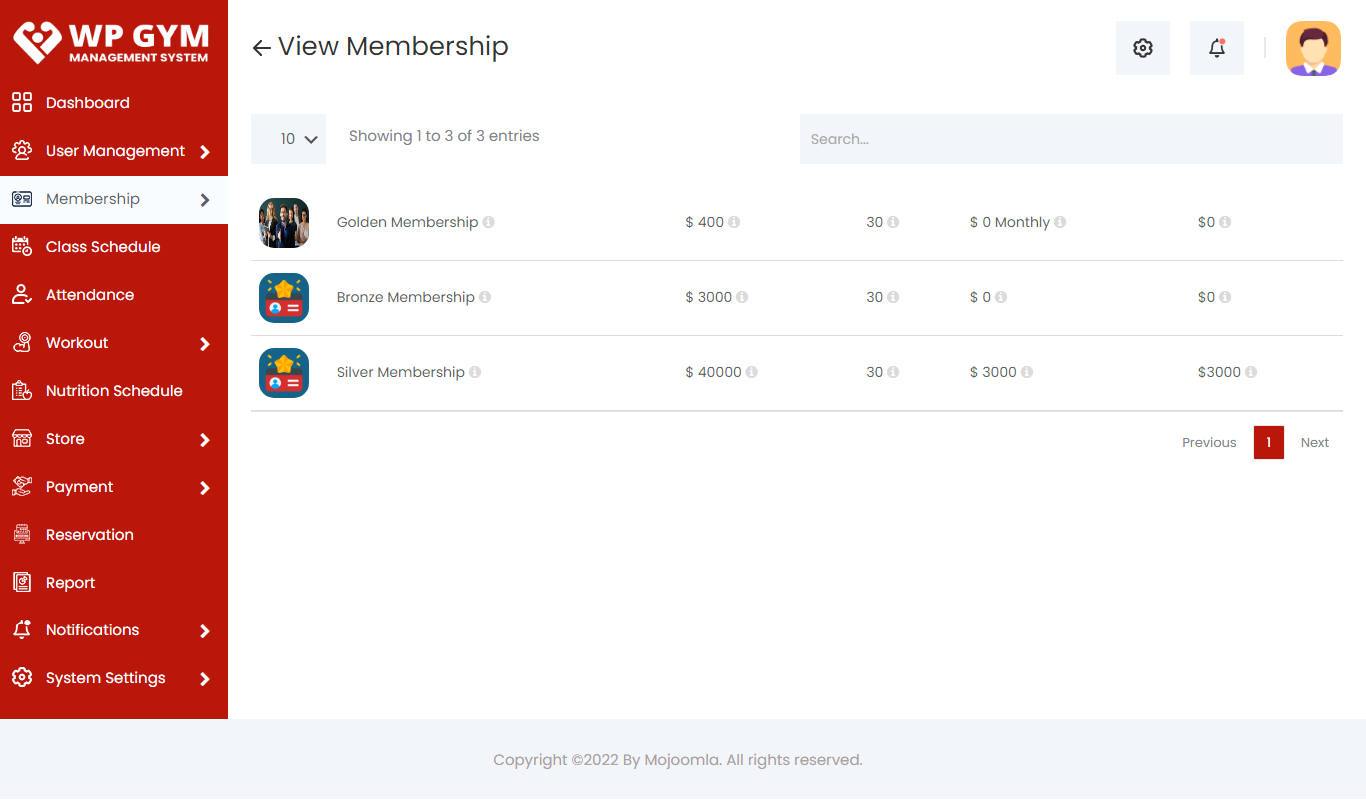 WP GYM
MANAGEMENT SYSTEM
Dashboard
User Management
Membership
Class Schedule
Attendance
Workout
Nutrition Schedule
Store
Payment
Reservation
Report
Notifications
System Settings
View Membership
10
Showing 1 to 3 of 3 entries
Search...
Golden Membership $ 400 30 $ 0 Monthly $0
Bronze Membership $ 3000 30 $ 0 $0
Silver Membership $ 40000 30 $ 3000 $3000
Previous 1 Next
Copyright ©2022 By Mojoomla. All rights reserved.